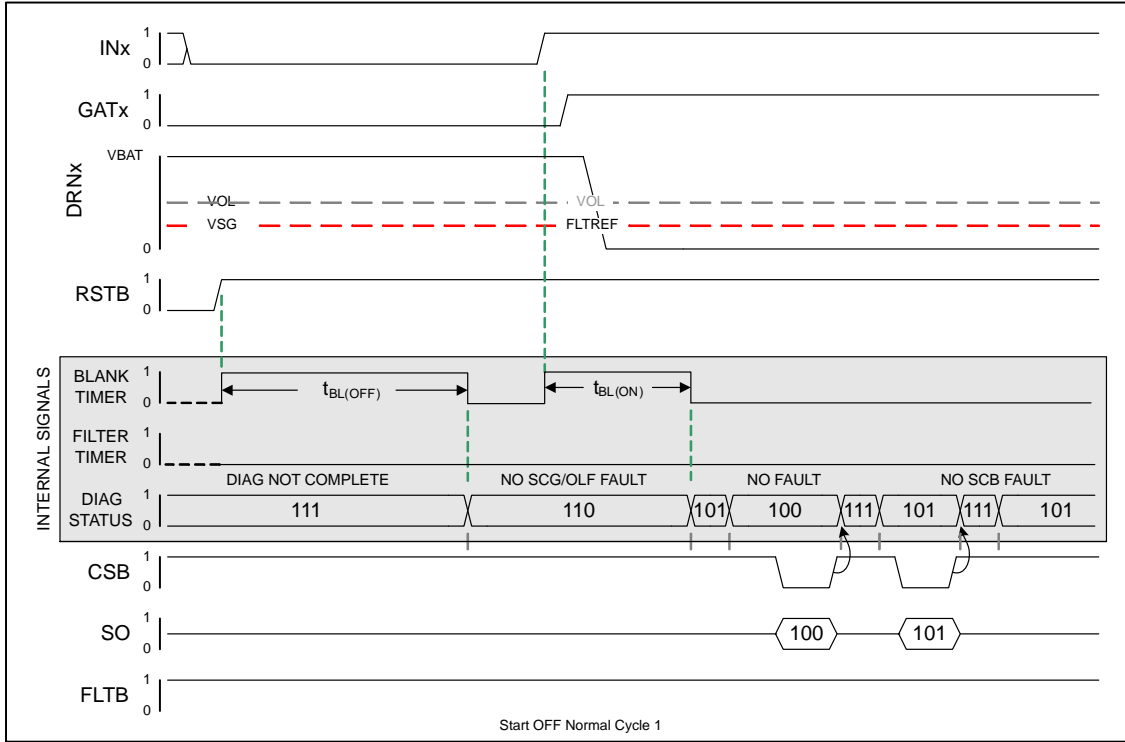 INx 1 0
GATx 1 0
DRNx VBAT 0
VOL VOL
VSG FLTREF
RSTB 1 0
INTERNAL SIGNALS
BLANK TIMER 1 0 tBL(OFF) tBL(ON)
FILTER TIMER 1 0
DIAG NOT COMPLETE NO SCG/OLF FAULT NO FAULT NO SCB FAULT
DIAG STATUS 1 0 111 110 101 100 111 101 111 101
CSB 1 0
SO 1 0 100 101
FLTB 1 0
Start OFF Normal Cycle 1